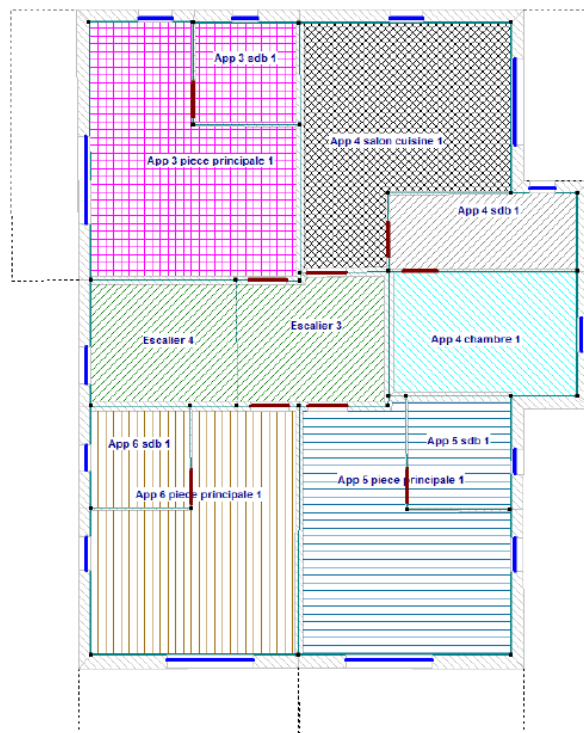 App 3 sdb 1
App 4 salon cuisine 1
App 3 piece principale 1
App 4 sdb 1
Escalier 4
Escalier 3
App 4 chambre 1
App 6 sdb 1
App 5 sdb 1
App 6 piece principale 1
App 5 piece principale 1